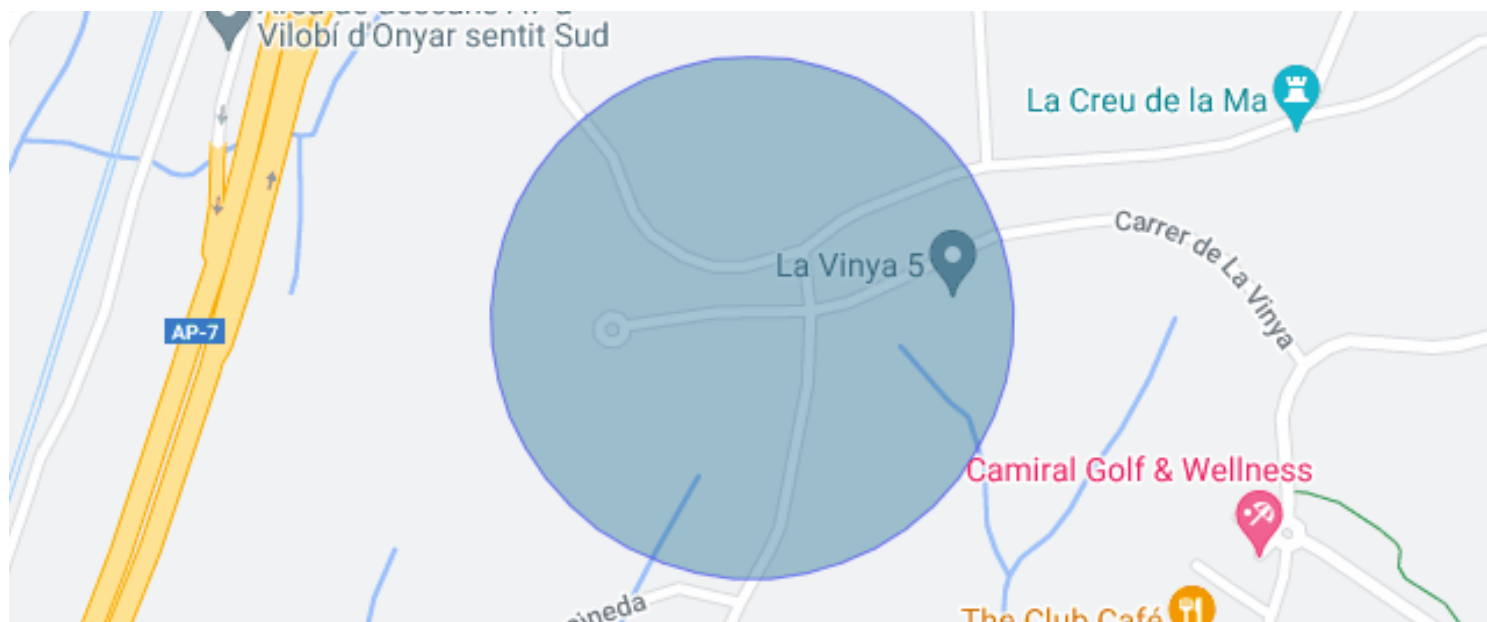 Vilobí d'Onyar sentit Sud
La Creu de la Ma
Carrer de La Vinya
La Vinya 5
AP-7
Camiral Golf & Wellness
The Club Café